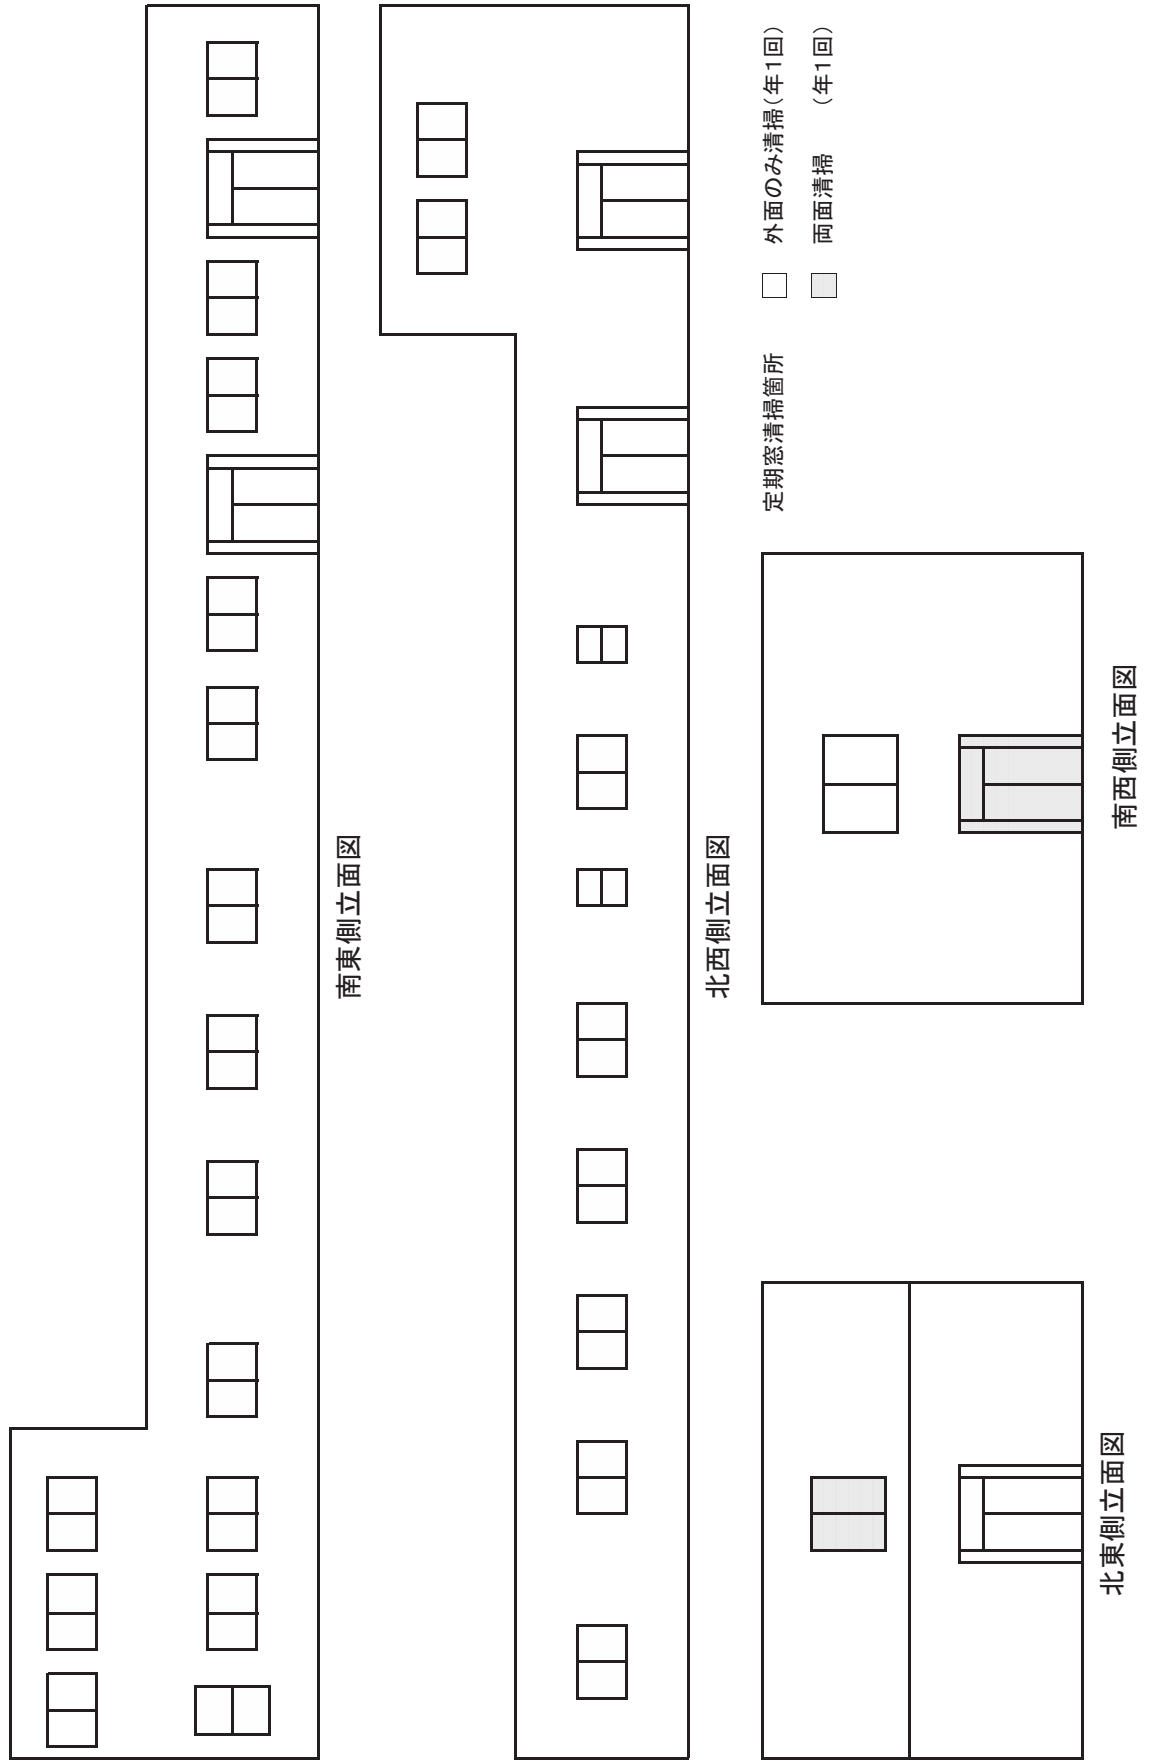 南東側立面図
北西側立面図
定期窓清掃箇所 外面のみ清掃(年1回)
両面清掃 (年1回)
北東側立面図
南西側立面図